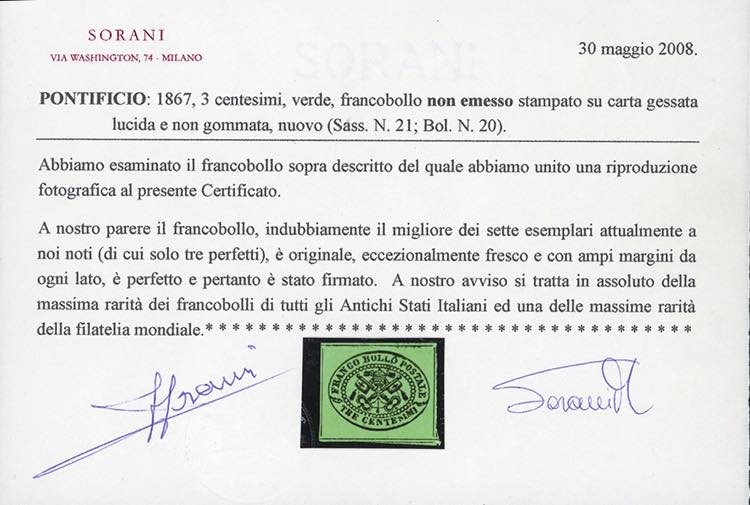 SORANI
VIA WASHINGTON, 74 - MILANO
30 maggio 2008.
PONTIFICIO: 1867, 3 centesimi, verde, francobollo non emesso stampato su carta gessata
lucida e non gommata, nuovo (Sass. N. 21; Bol. N. 20).
Abbiamo esaminato il francobollo sopra descritto del quale abbiamo unito una riproduzione
fotografica al presente Certificato.
A nostro parere il francobollo, indubbiamente il migliore dei sette esemplari attualmente a
noi noti (di cui solo tre perfetti), è originale, eccezionalmente fresco e con ampi margini da
ogni lato, è perfetto e pertanto è stato firmato. A nostro avviso si tratta in assoluto della
massima rarità dei francobolli di tutti gli Antichi Stati Italiani ed una delle massime rarità
della filatelia mondiale.* * * * * * * * * * * * * * * * * * * * * * * * * * * * * * * * * * * *
FRANCO BOLLO POSTALE
TRE CENTESIMI
Sorani
Sorani